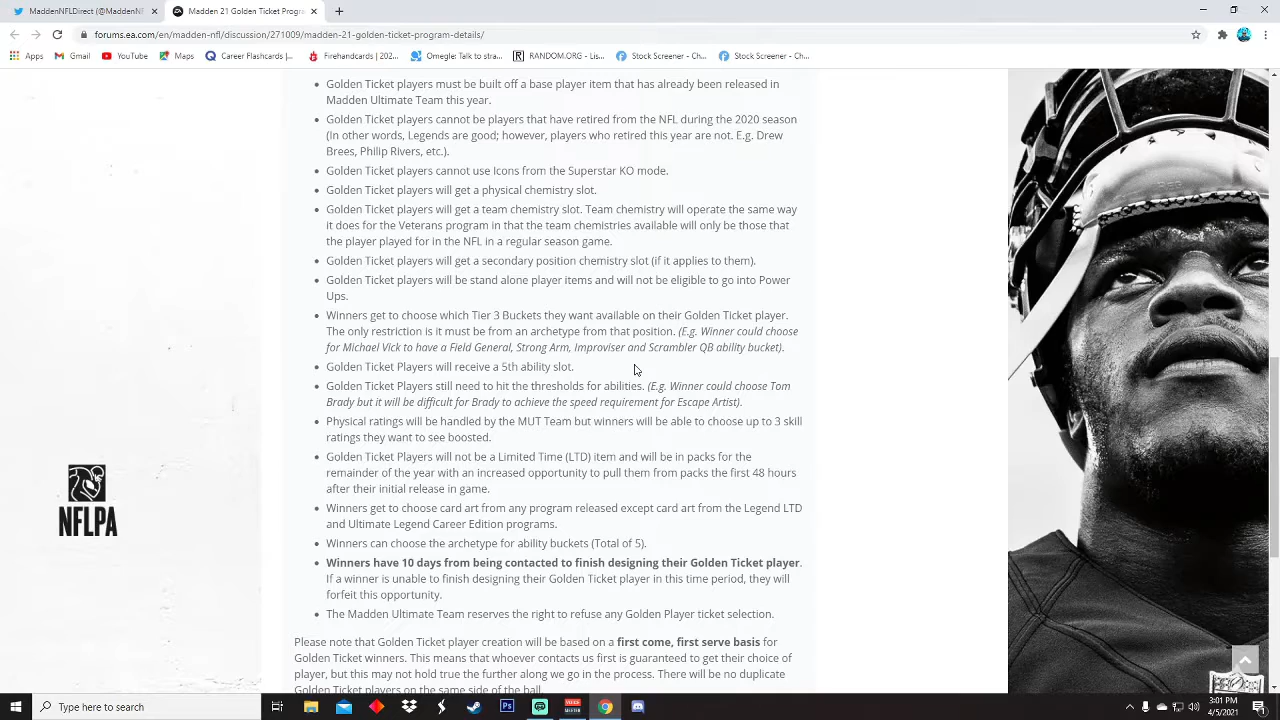 MaddenNFLDirect (@MaddenNF
Madden 21 Golden Ticket Progra
forums.ea.com/en/madden-nfl/discussion/271009/madden-21-golden-ticket-program-details/
Apps
Gmail
YouTube
Maps
Career Flashcards |...
Firehandcards | 202...
Omegle Talk to Stran...
RANDOM.ORG - Lis...
Stock Screener - Ch...
Stock Screener - Ch...
Golden Ticket players must be built off a base player item that has already been released in
Madden Ultimate Team this year.
Golden Ticket players cannot be players that have retired from the NFL during the 2020 season
(In other words, Legends are good; however, players who retired this year are not. E.g. Drew
Brees, Philip Rivers, etc.).
Golden Ticket players cannot use Icons from the Superstar KO mode.
Golden Ticket players will get a physical chemistry slot.
Golden Ticket players will get a team chemistry slot. Team chemistry will operate the same way
it does for the Veterans program in that the team chemistries available will only be those that
the player played for in the NFL in a regular season game.
Golden Ticket players will get a secondary position chemistry slot (if it applies to them).
Golden Ticket players will be stand alone player items and will not be eligible to go into Power
Ups.
Winners get to choose which Tier 3 Buckets they want available on their Golden Ticket player.
The only restriction is it must be from an archetype from that position. (E.g. Winner could choose
for Michael Vick to have a Field General, Strong Arm, Improviser and Scrambler QB ability bucket).
Golden Ticket Players will receive a 5th ability slot.
Golden Ticket Players still need to hit the thresholds for abilities. (E.g. Winner could choose Tom
Brady but it will be difficult for Brady to achieve the speed requirement for Escape Artist).
Physical ratings will be handled by the MUT Team but winners will be able to choose up to 3 skill
ratings they want to see boosted.
Golden Ticket Players will not be a Limited Time (LTD) item and will be in packs for the
remainder of the year with an increased opportunity to pull them from packs the first 48 hours
after their initial release in game.
Winners get to choose card art from any program released except card art from the Legend LTD
and Ultimate Legend Career Edition programs.
Winners can choose the archetype for ability buckets (Total of 5).
Winners have 10 days from being contacted to finish designing their Golden Ticket player.
If a winner is unable to finish designing their Golden Ticket player in this time period, they will
forfeit this opportunity.
The Madden Ultimate Team reserves the right to refuse any Golden Player ticket selection.
Please note that Golden Ticket player creation will be based on a first come, first serve basis for
Golden Ticket winners. This means that whoever contacts us first is guaranteed to get their choice of
player, but this may not hold true the further along we go in the process. There will be no duplicate
Golden Ticket players on the same side of the ball.
NFLPA
Type here to search
3:01 PM
4/5/2021